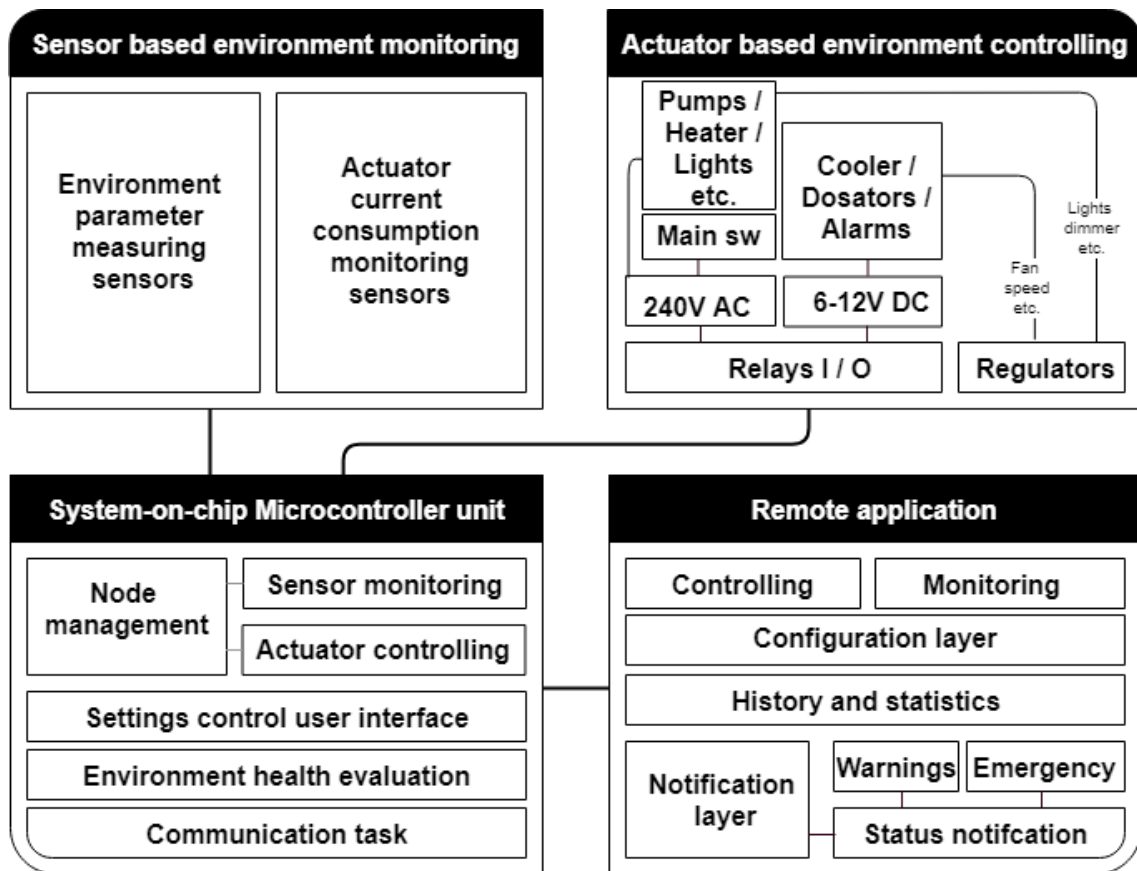 Sensor based environment monitoring
Environment
parameter
measuring
sensors
Actuator
current
consumption
monitoring
sensors
Actuator based environment controlling
Pumps /
Heater /
Lights
etc.
Main sw
240V AC
Cooler /
Dosators /
Alarms
6-12V DC
Relays I / O
Fan
speed
etc.
Lights
dimmer
etc.
Regulators
System-on-chip Microcontroller unit
Node
management
Sensor monitoring
Actuator controlling
Settings control user interface
Environment health evaluation
Communication task
Remote application
Controlling
Monitoring
Configuration layer
History and statistics
Notification
layer
Warnings
Emergency
Status notifcation